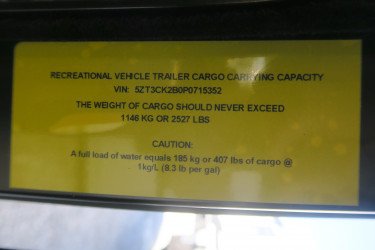 RECREATIONAL VEHICLE TRAILER CARGO CARRYING CAPACITY
VIN: 5ZT3CK2B0P0715352
THE WEIGHT OF CARGO SHOULD NEVER EXCEED
1146 KG OR 2527 LBS
CAUTION:
A full load of water equals 185 kg or 407 lbs of cargo @
1kg/L (8.3 lb per gal)